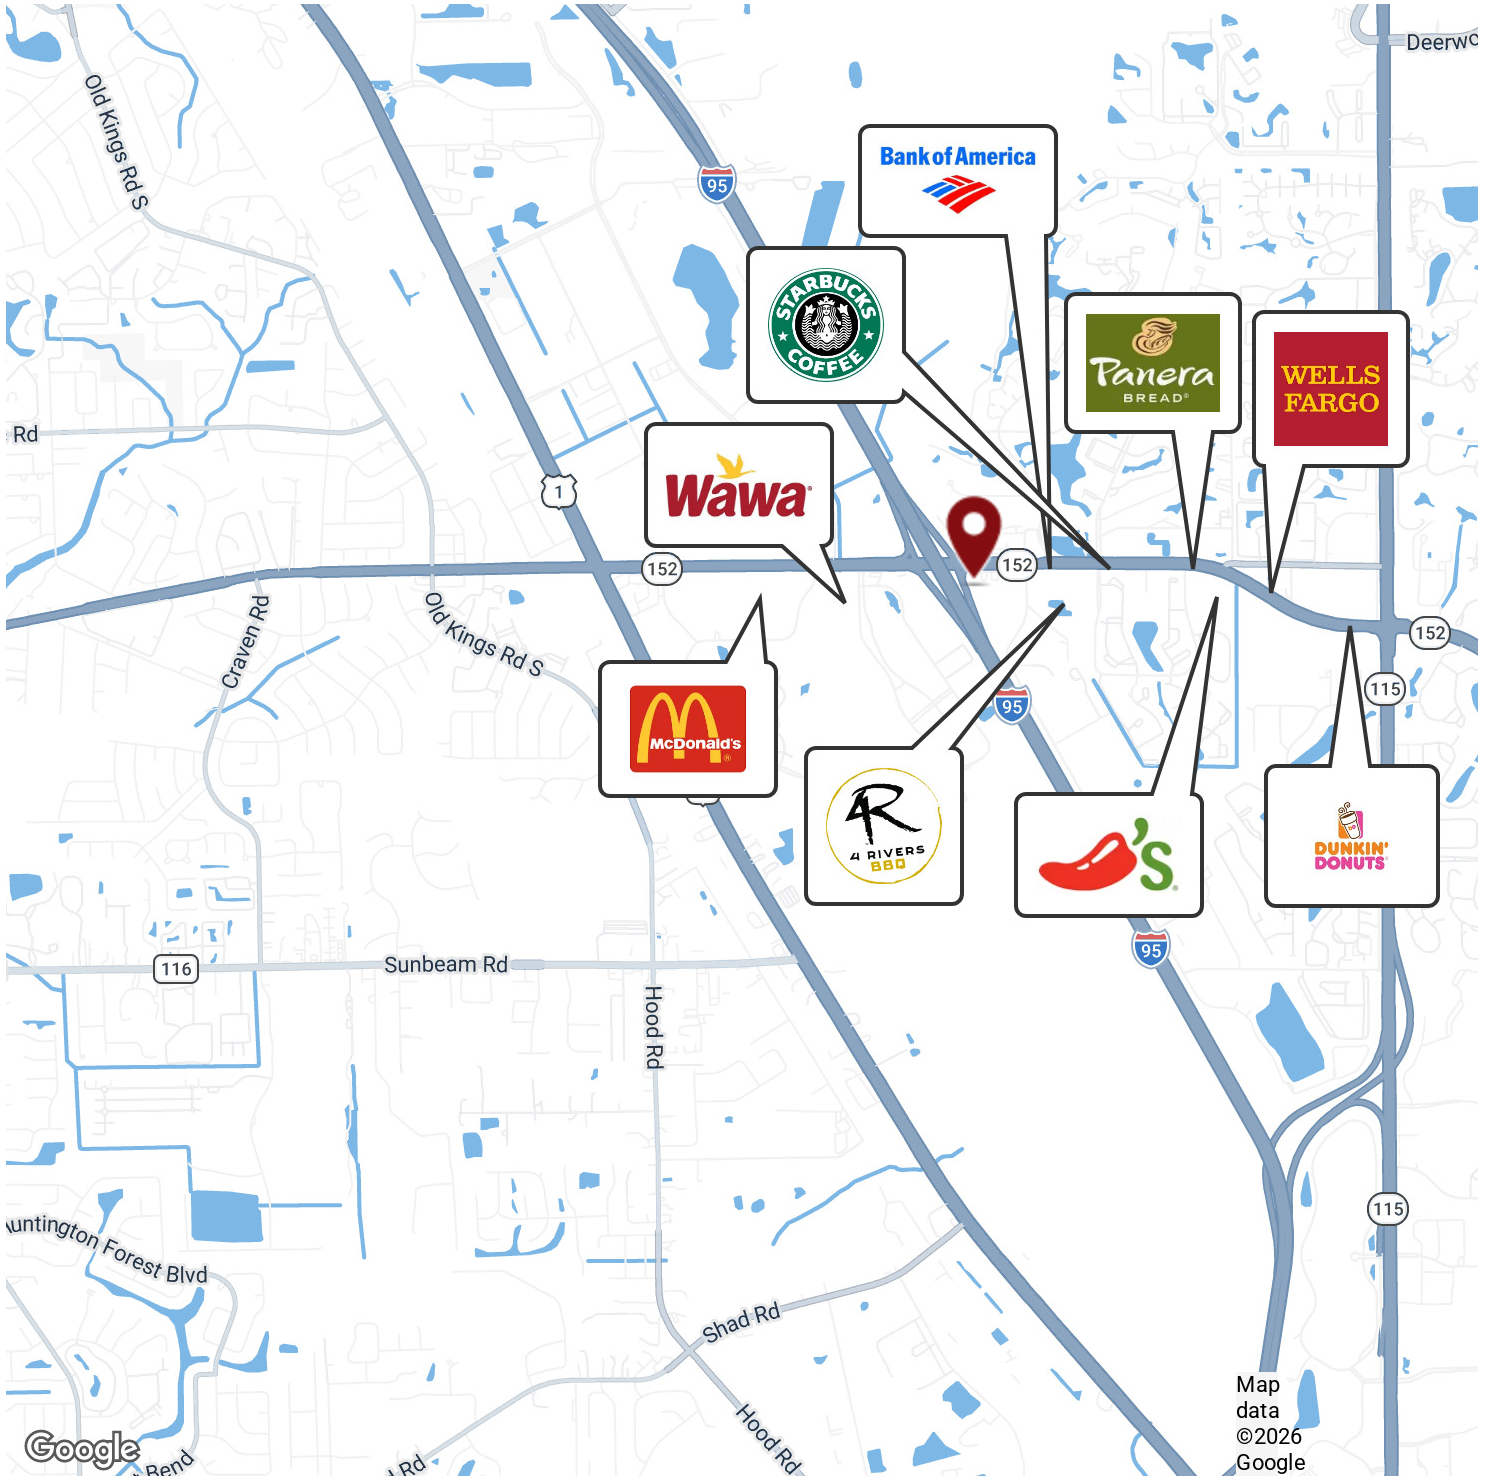 Deerwo
Old Kings Rd S
95
Bank of America
STARBUCKS
COFFEE
Panera
BREAD®
WELLS
FARGO
Rd
Wawa®
1
152
152
Craven Rd
Old Kings Rd S
152
115
McDonald's
®
95
4R
4 RIVERS
BBQ
'S®
DUNKIN'
DONUTS®
95
116
Sunbeam Rd
Hood Rd
115
untington Forest Blvd
Shad Rd
Map
data
©2026
Google
Hood Rd
Google
Bend
Rd